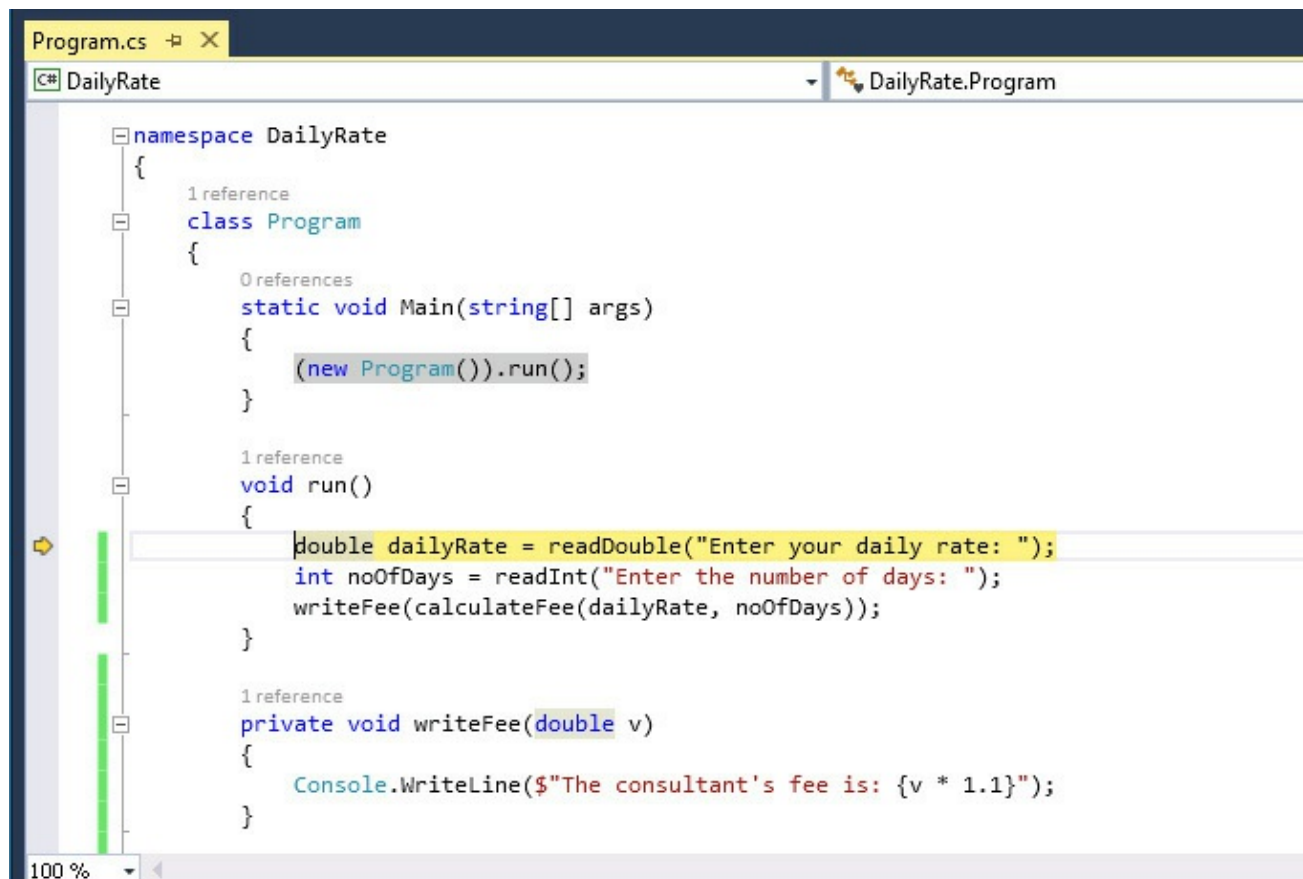 Program.cs
DailyRate DailyRate.Program
namespace DailyRate
{
1 reference
class Program
{
0 references
static void Main(string[] args)
{
(new Program()).run();
}
1 reference
void run()
{
double dailyRate = readDouble("Enter your daily rate: ");
int noOfDays = readInt("Enter the number of days: ");
writeFee(calculateFee(dailyRate, noOfDays));
}
1 reference
private void writeFee(double v)
{
Console.WriteLine($"The consultant's fee is: {v * 1.1}");
}
100 %